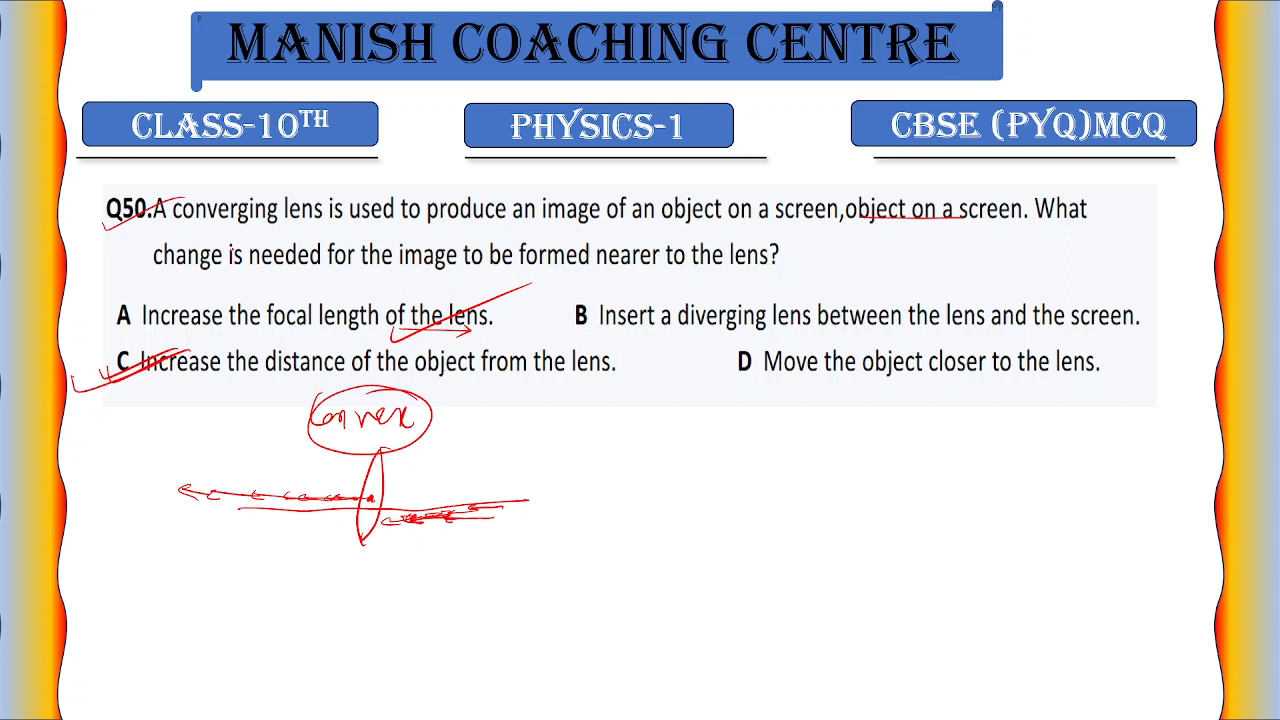 MANISH COACHING CENTRE
CLASS-10TH
PHYSICS-1
CBSE (PYQ)MCQ
Q50.A converging lens is used to produce an image of an object on a screen,object on a screen. What
change is needed for the image to be formed nearer to the lens?
A Increase the focal length of the lens.
B Insert a diverging lens between the lens and the screen.
C Increase the distance of the object from the lens.
D Move the object closer to the lens.
Convex